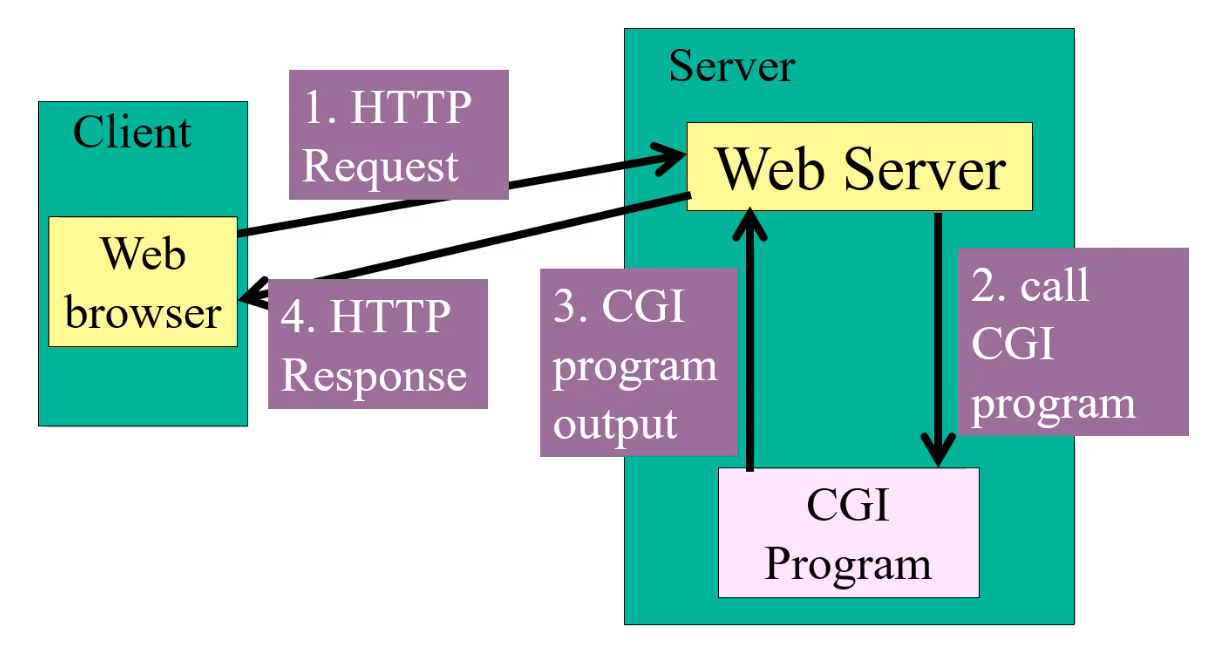 Server
Client
1. HTTP
Request
Web Server
Web
browser
4. HTTP
Response
3. CGI
program
output
2. call
CGI
program
CGI
Program